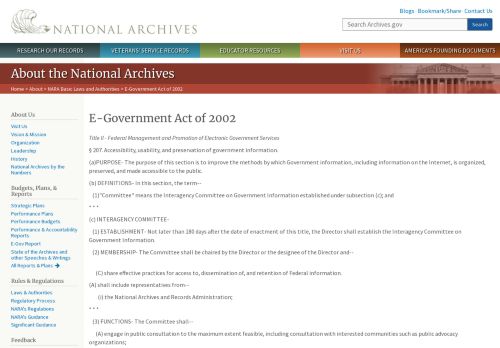 NATIONAL ARCHIVES
Blogs · Bookmark/Share · Contact Us
Search Archives.gov
Search
RESEARCH OUR RECORDS
VETERANS' SERVICE RECORDS
EDUCATOR RESOURCES
VISIT US
AMERICA'S FOUNDING DOCUMENTS
About the National Archives
Home > About > NARA Basic Laws and Authorities > E-Government Act of 2002
About Us
Visit Us
Vision & Mission
Organization
Leadership
History
National Archives by the
Numbers
Budgets, Plans, &
Reports
Strategic Plans
Performance Plans
Performance Budgets
Performance & Accountability
Reports
E-Gov Report
State of the Archives and
other Speeches & Writings
All Reports & Plans →
Rules & Regulations
Laws & Authorities
Regulatory Process
NARA's Regulations
NARA's Guidance
Significant Guidance
Feedback
E-Government Act of 2002
Title II - Federal Management and Promotion of Electronic Government Services
§ 207. Accessibility, usability, and preservation of government information.
(a)PURPOSE- The purpose of this section is to improve the methods by which Government information, including information on the Internet, is organized,
preserved, and made accessible to the public.
(b) DEFINITIONS- In this section, the term--
(1) "Committee" means the Interagency Committee on Government Information established under subsection (c); and
* * *
(c) INTERAGENCY COMMITTEE-
(1) ESTABLISHMENT- Not later than 180 days after the date of enactment of this title, the Director shall establish the Interagency Committee on
Government Information.
(2) MEMBERSHIP- The Committee shall be chaired by the Director or the designee of the Director and--
(C) share effective practices for access to, dissemination of, and retention of Federal information.
(A) shall include representatives from--
(i) the National Archives and Records Administration;
* * *
(3) FUNCTIONS- The Committee shall--
(A) engage in public consultation to the maximum extent feasible, including consultation with interested communities such as public advocacy
organizations;